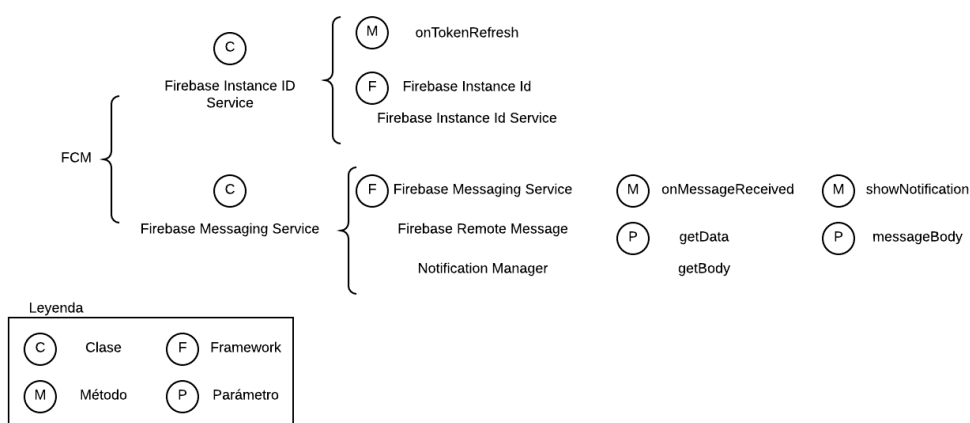 C
M
onTokenRefresh
Firebase Instance ID
Service
F
Firebase Instance Id
Firebase Instance Id Service
FCM
C
Firebase Messaging Service
F
Firebase Messaging Service
Firebase Remote Message
Notification Manager
M
onMessageReceived
P
getData
getBody
M
showNotification
P
messageBody
Leyenda
C
Clase
F
Framework
M
Método
P
Parámetro